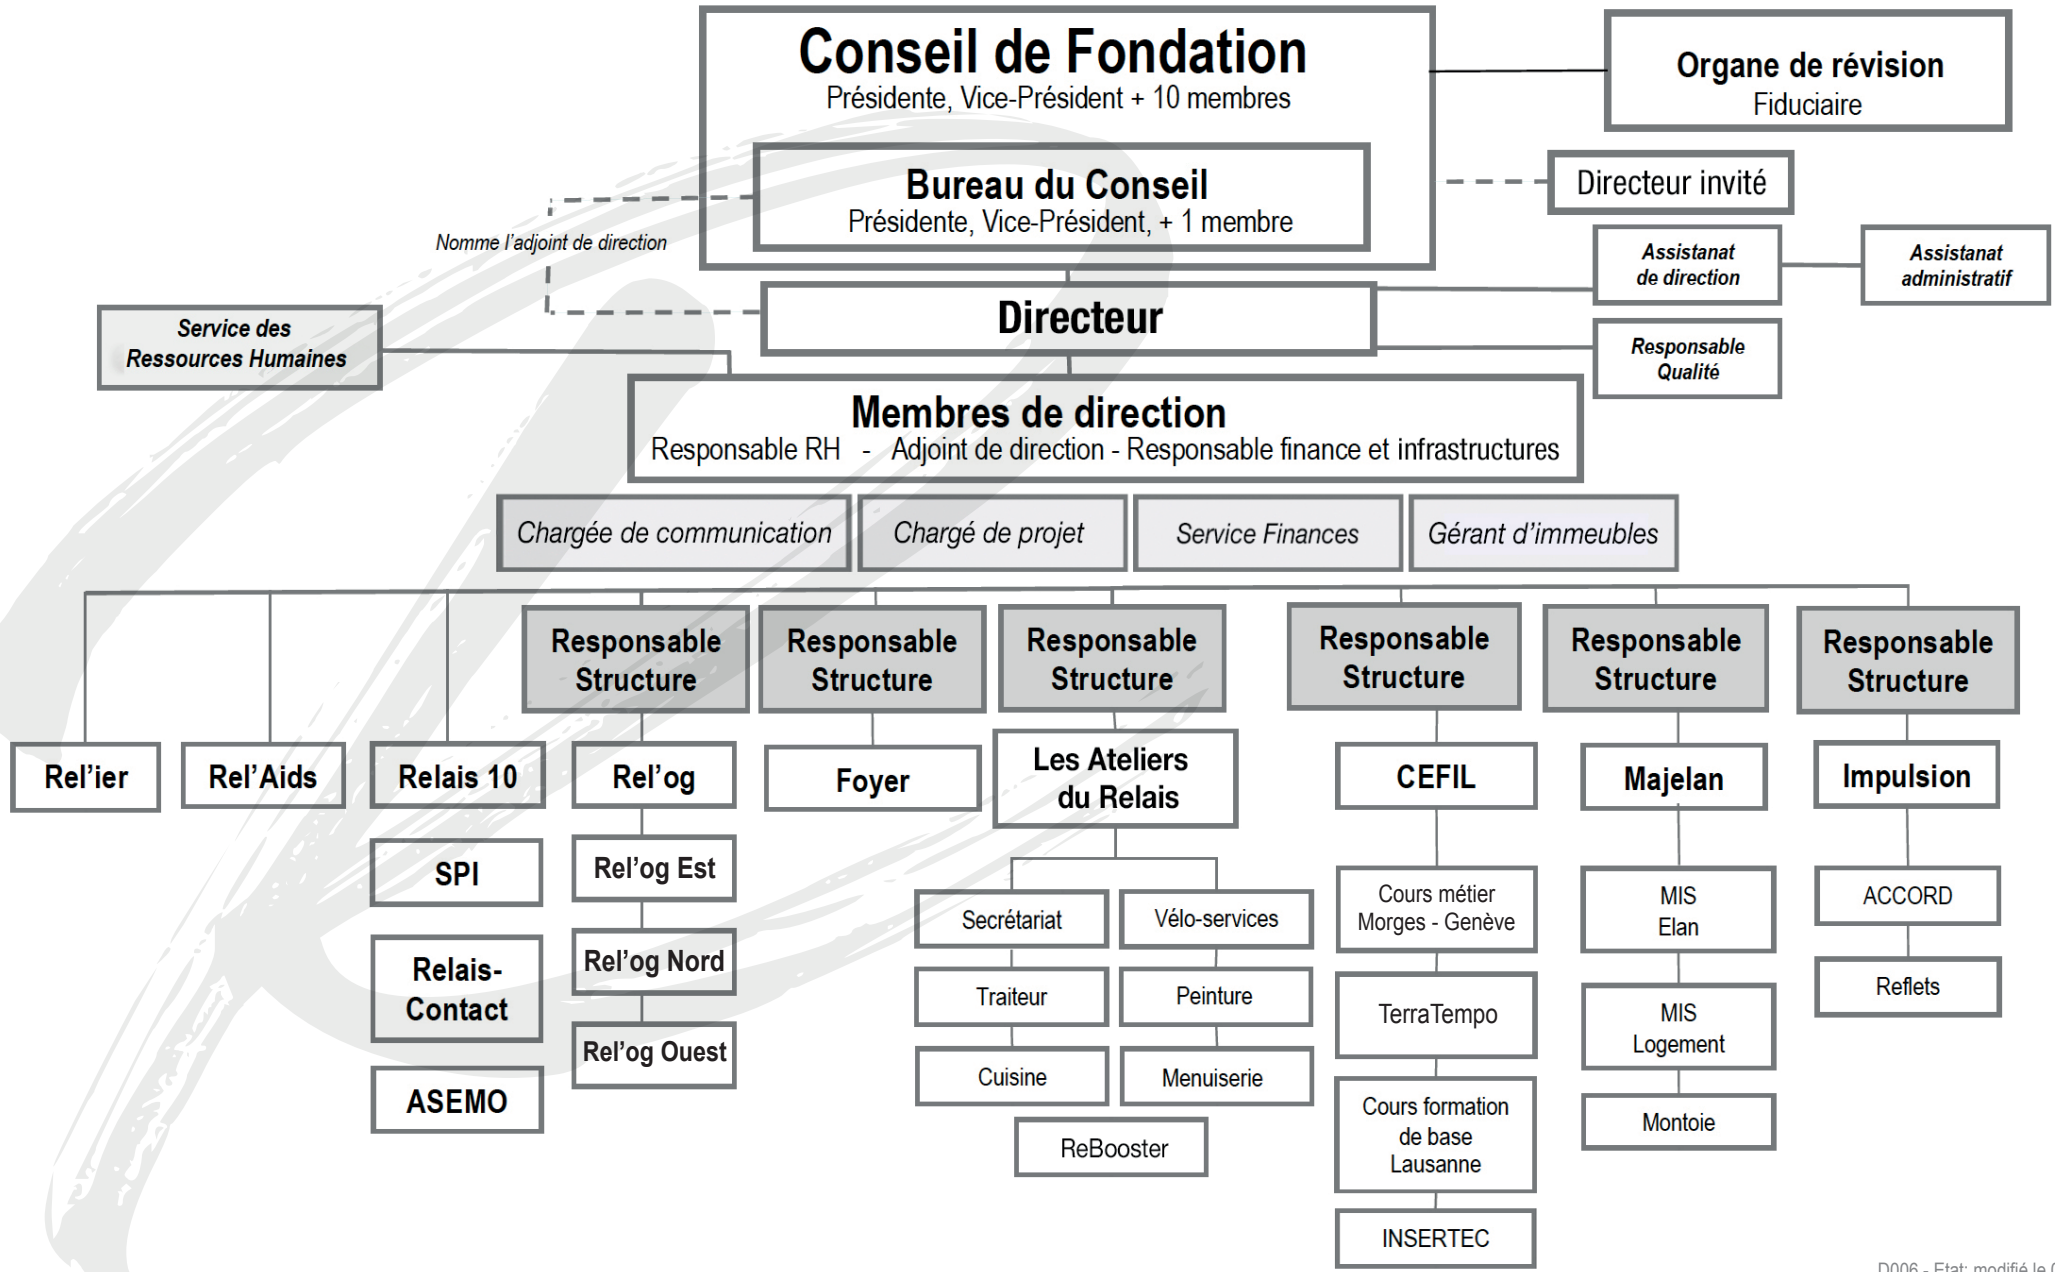 Conseil de Fondation
Présidente, Vice-Président + 10 membres
Organe de révision
Fiduciaire
Bureau du Conseil
Présidente, Vice-Président, + 1 membre
Directeur invité
Nomme l'adjoint de direction
Assistanat
de direction
Assistanat
administratif
Directeur
Service des
Ressources Humaines
Responsable
Qualité
Membres de direction
Responsable RH - Adjoint de direction - Responsable finance et infrastructures
Chargée de communication
Chargé de projet
Service Finances
Gérant d'immeubles
Responsable
Structure
Responsable
Structure
Responsable
Structure
Responsable
Structure
Responsable
Structure
Responsable
Structure
Rel'ier
Rel'Aids
Relais 10
Rel'og
Foyer
Les Ateliers
du Relais
CEFIL
Majelan
Impulsion
SPI
Relais-
Contact
ASEMO
Rel'og Est
Rel'og Nord
Rel'og Ouest
Secrétariat
Vélo-services
Traiteur
Peinture
Cuisine
Menuiserie
ReBooster
Cours métier
Morges - Genève
TerraTempo
Cours formation
de base
Lausanne
INSERTEC
MIS
Elan
MIS
Logement
Montoie
ACCORD
Reflets
D006 - Etat: modifié le